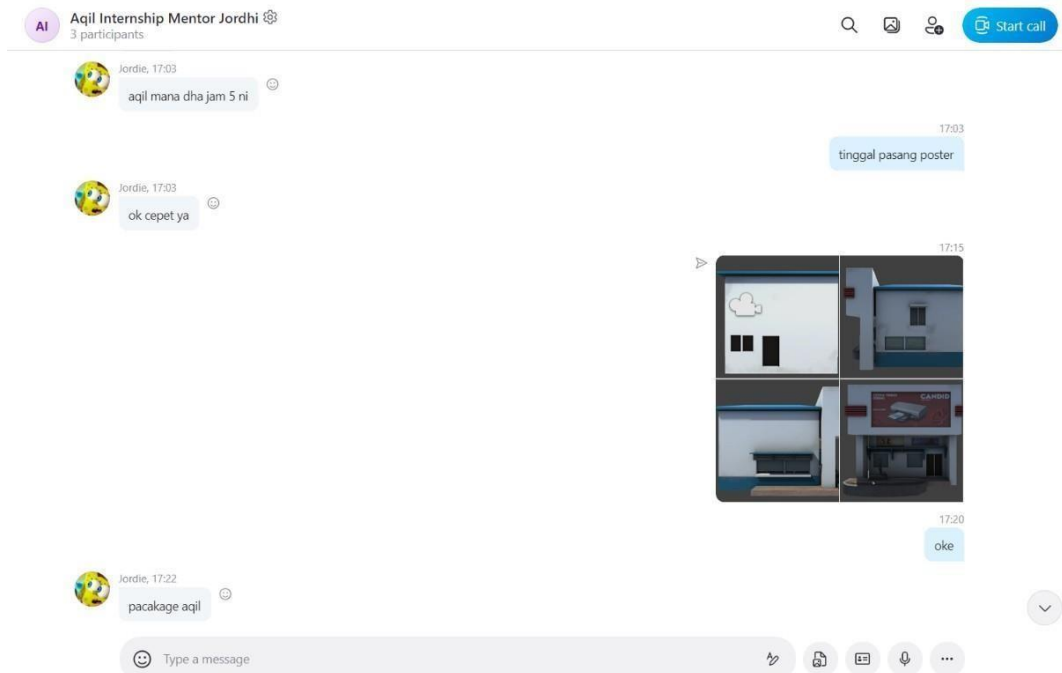 AI
Aqil Internship Mentor Jordhi
3 participants
Start call
Jordie, 17:03
aqil mana dha jam 5 ni
17:03
tinggal pasang poster
Jordie, 17:03
ok cepet ya
17:15
CANDID
17:20
oke
Jordie, 17:22
pacakage aqil
Type a message